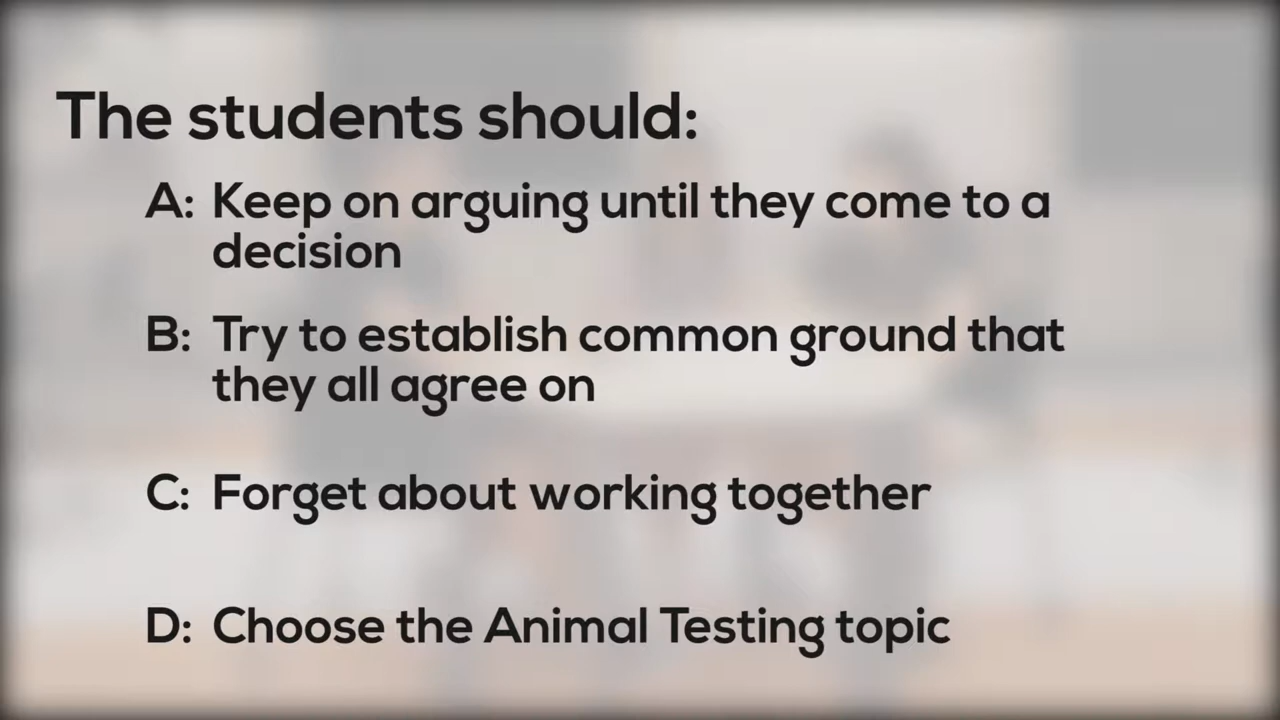 The students should:
A: Keep on arguing until they come to a
decision
B: Try to establish common ground that
they all agree on
C: Forget about working together
D: Choose the Animal Testing topic